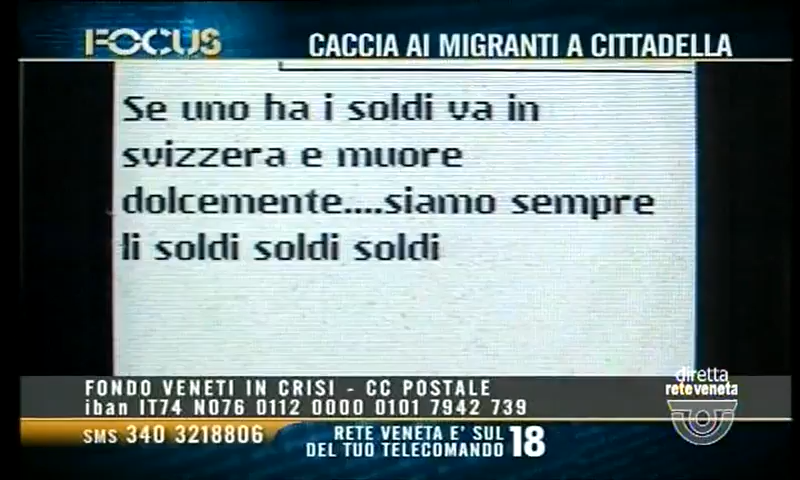 FOCUS
CACCIA AI MIGRANTI A CITTADELLA
Se uno ha i soldi va in
svizzera e muore
dolcemente....siamo sempre
li soldi soldi soldi
FONDO VENETI IN CRISI - CC POSTALE
iban IT74 N076 0112 0000 0101 7942 739
diretta
reteveneta
SMS 340 3218806
RETE VENETA E' SUL 18
DEL TUO TELECOMANDO